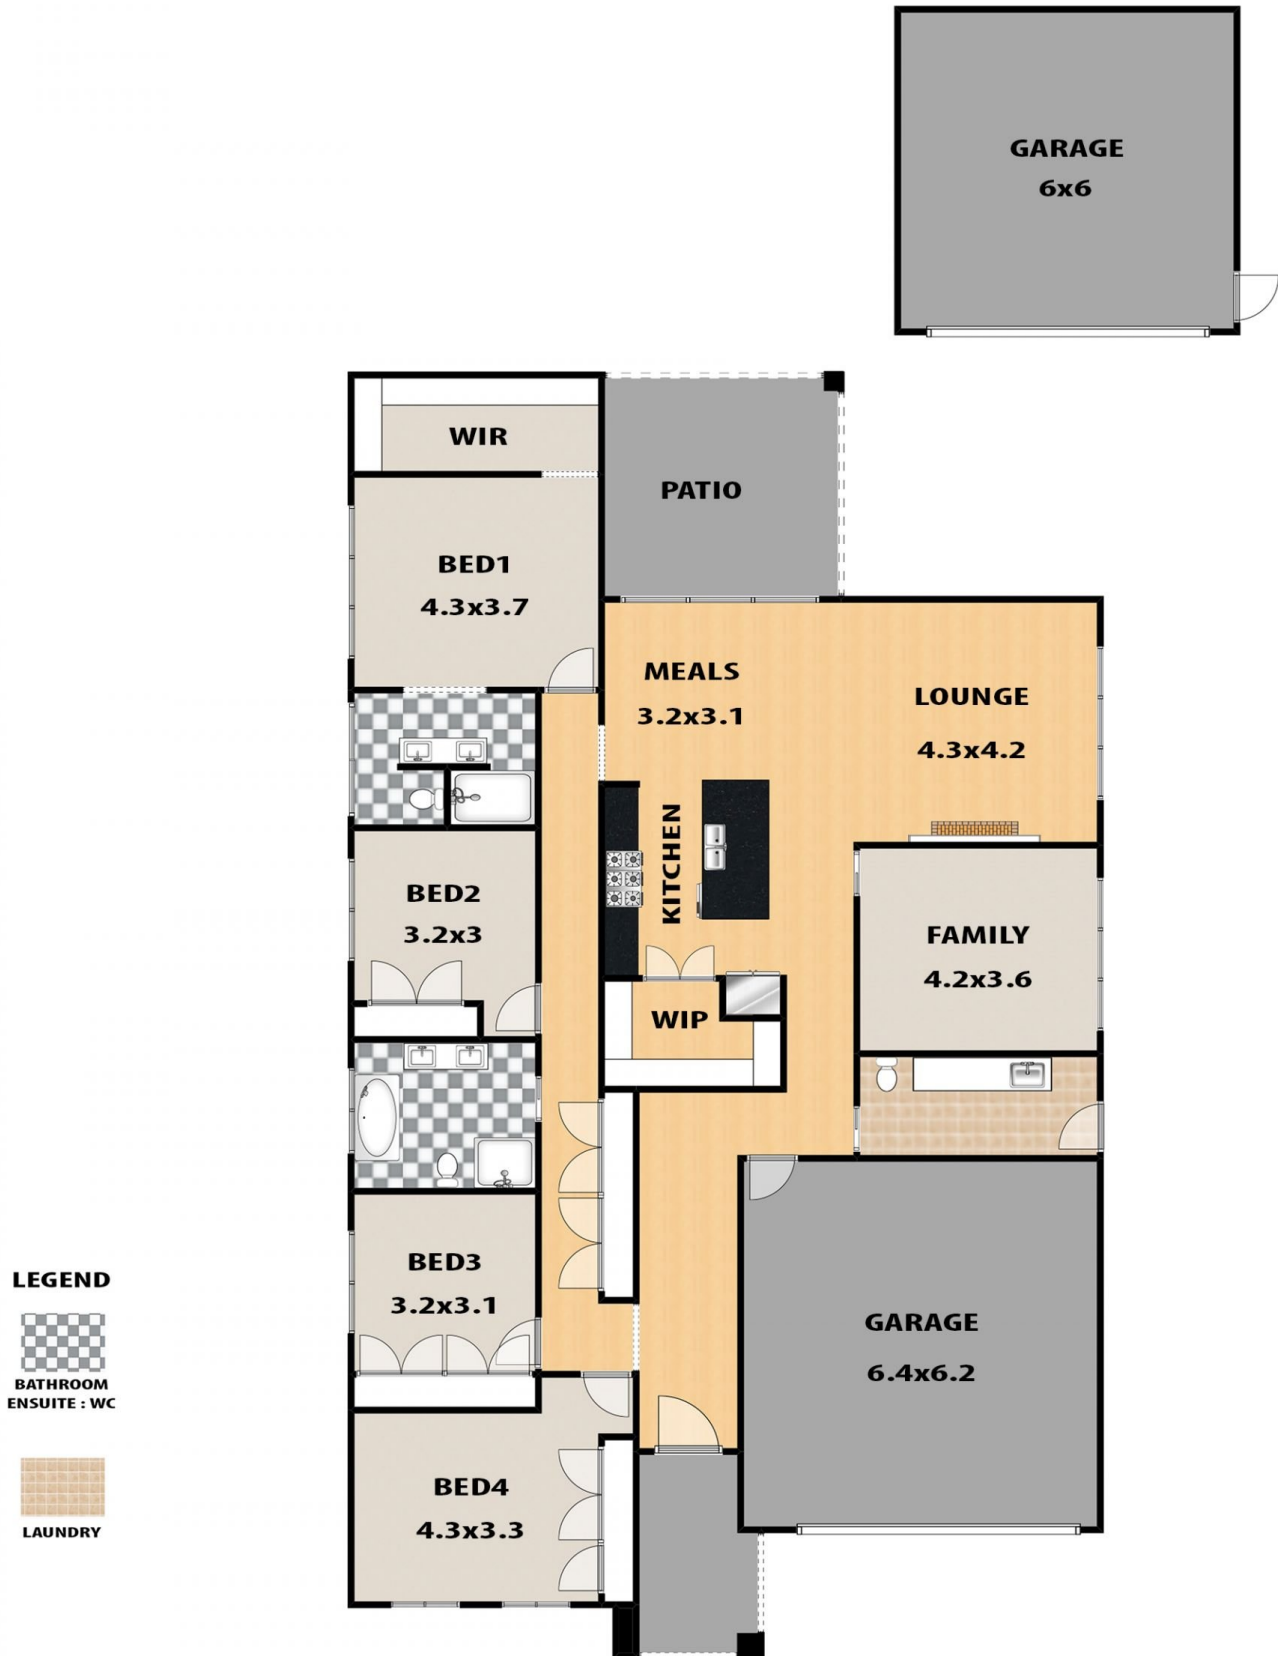 GARAGE
6x6
WIR
PATIO
BED1
4.3x3.7
MEALS
3.2x3.1
LOUNGE
4.3x4.2
KITCHEN
BED2
3.2x3
FAMILY
4.2x3.6
WIP
BED3
3.2x3.1
GARAGE
6.4x6.2
BED4
4.3x3.3
LEGEND
BATHROOM
ENSUITE : WC
LAUNDRY